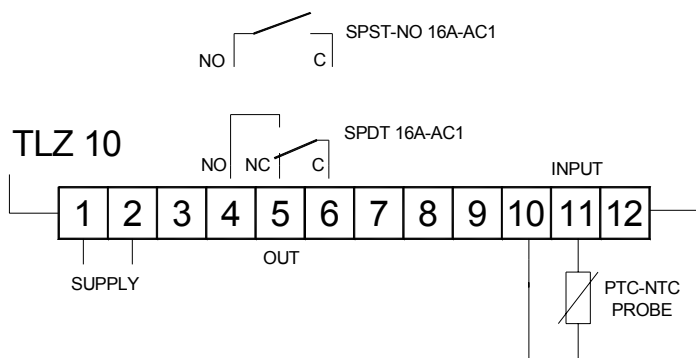 SPST-NO 16A-AC1
NO C
TLZ 10
SPDT 16A-AC1
NO NC C
INPUT
1 2 3 4 5 6 7 8 9 10 11 12
SUPPLY
OUT
PTC-NTC
PROBE